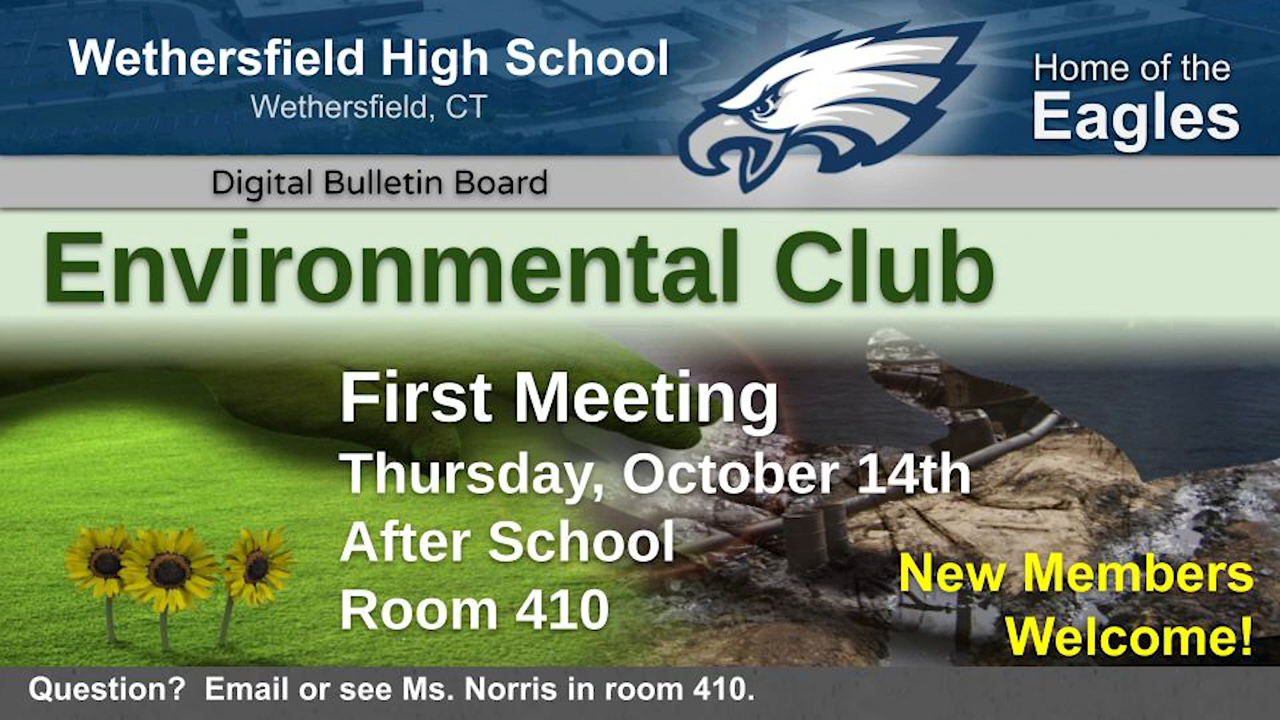 Wethersfield High School
Wethersfield, CT
Home of the
Eagles
Digital Bulletin Board
Environmental Club
First Meeting
Thursday, October 14th
After School
Room 410
New Members
Welcome!
Question?  Email or see Ms. Norris in room 410.